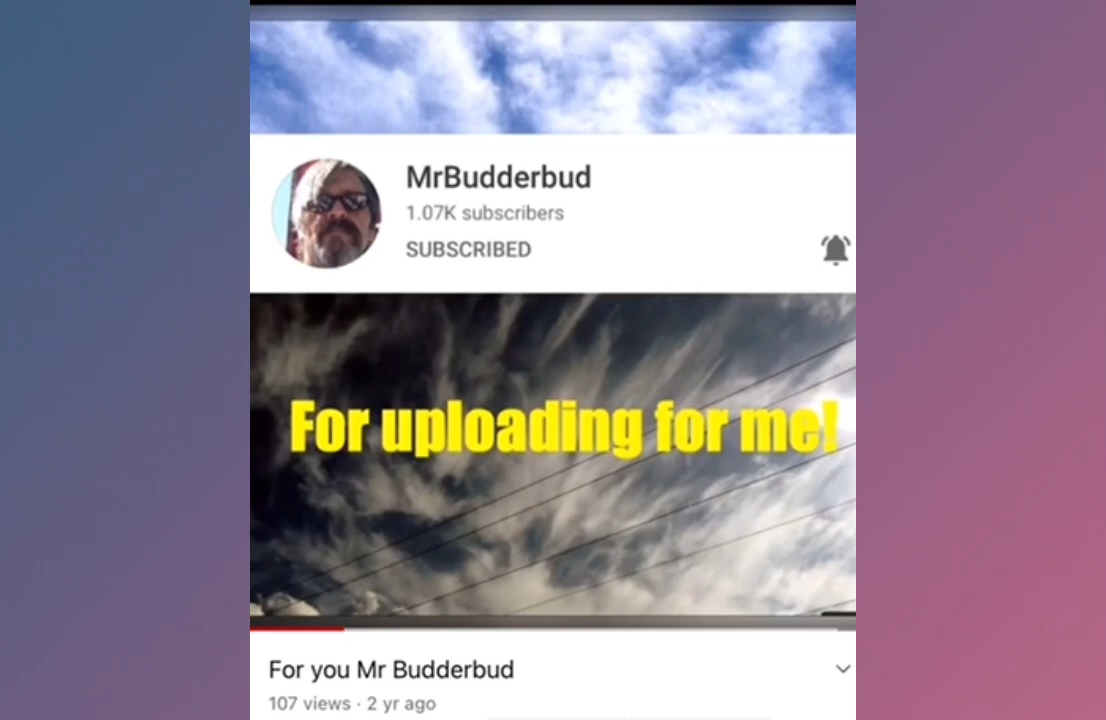 MrBudderbud
1.07K subscribers
SUBSCRIBED
For uploading for me!
For you Mr Budderbud
107 views · 2 yr ago